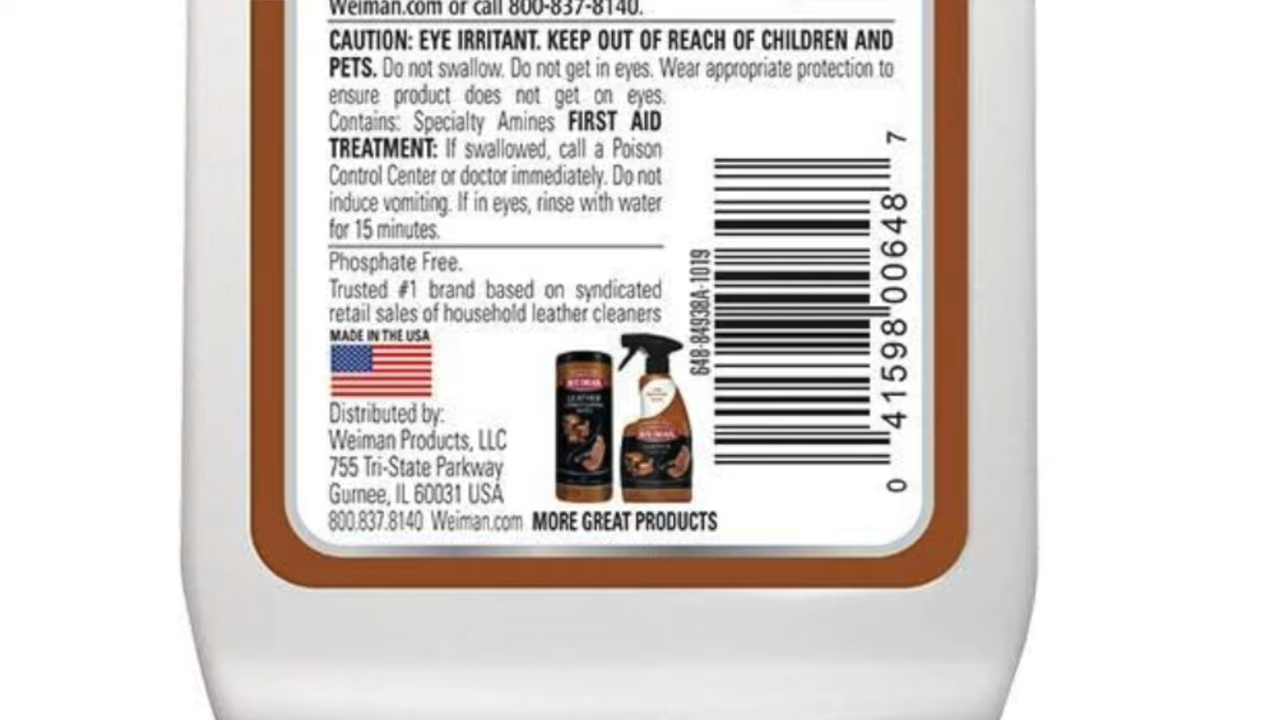 Weiman.com or call 800-837-8140.
CAUTION: EYE IRRITANT. KEEP OUT OF REACH OF CHILDREN AND
PETS. Do not swallow. Do not get in eyes. Wear appropriate protection to
ensure product does not get on eyes.
Contains: Specialty Amines FIRST AID
TREATMENT: If swallowed, call a Poison
Control Center or doctor immediately. Do not
induce vomiting. If in eyes, rinse with water
for 15 minutes.
Phosphate Free.
Trusted #1 brand based on syndicated
retail sales of household leather cleaners
MADE IN THE USA
Distributed by:
Weiman Products, LLC
755 Tri-State Parkway
Gurnee, IL 60031 USA
800.837.8140 Weiman.com
MORE GREAT PRODUCTS
WEIMAN
LEATHER
WEIMAN
648-84938A-1019
0 41598 00648 7